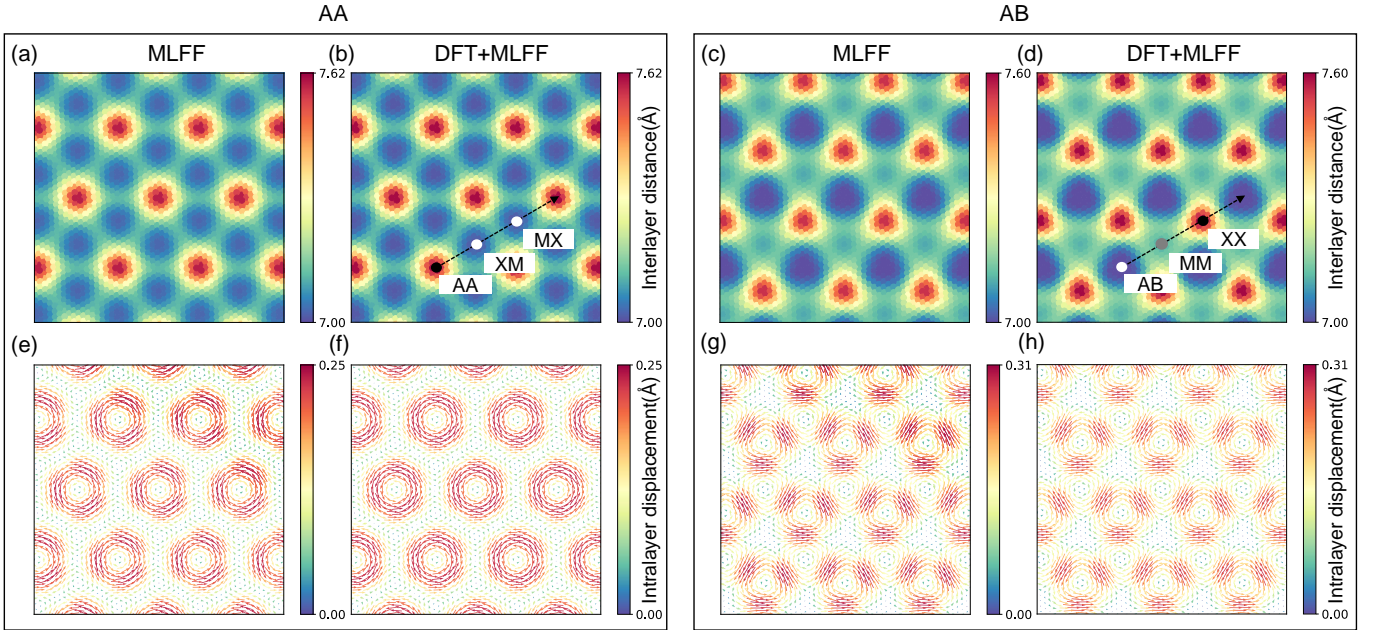 AA
AB
(a)
MLFF
(b)
DFT+MLFF
(c)
MLFF
(d)
DFT+MLFF
7.62
7.00
7.62
7.00
Interlayer distance(Å)
AA
XM
MX
7.60
7.00
7.60
7.00
Interlayer distance(Å)
AB
MM
XX
(e)
(f)
(g)
(h)
0.25
0.00
0.25
0.00
Intralayer displacement(Å)
0.31
0.00
0.31
0.00
Intralayer displacement(Å)